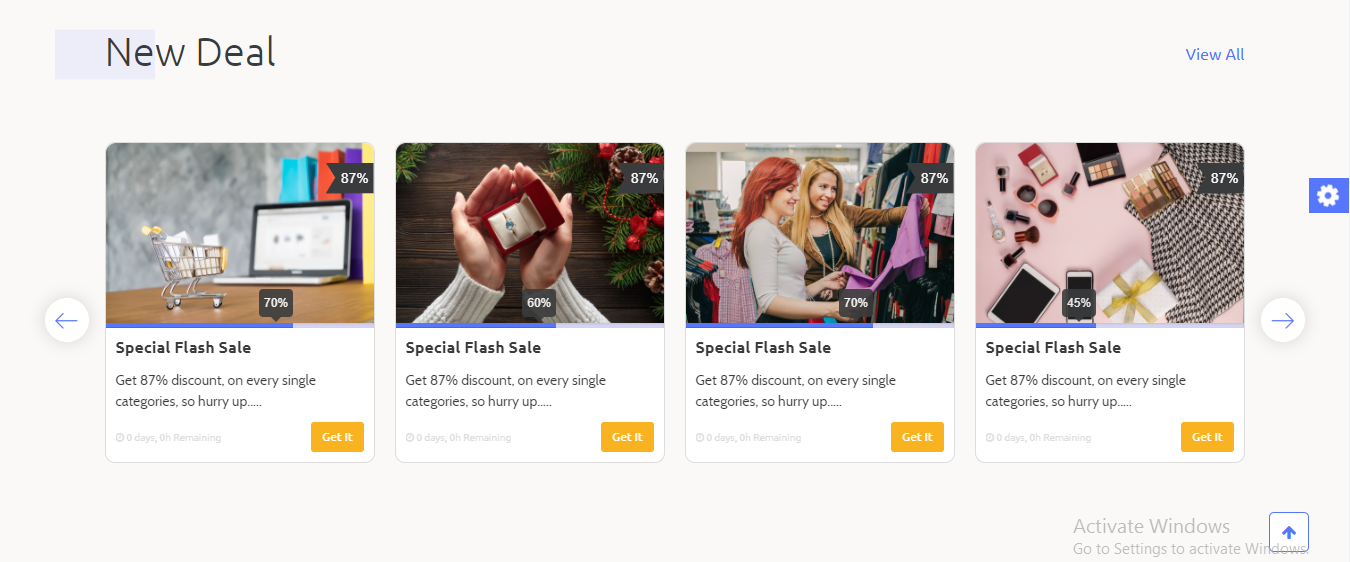 New Deal
View All
87%
70%
Special Flash Sale
Get 87% discount, on every single
categories, so hurry up.....
0 days, 0h Remaining
Get It
87%
60%
Special Flash Sale
Get 87% discount, on every single
categories, so hurry up.....
0 days, 0h Remaining
Get It
87%
70%
Special Flash Sale
Get 87% discount, on every single
categories, so hurry up.....
0 days, 0h Remaining
Get It
87%
45%
Special Flash Sale
Get 87% discount, on every single
categories, so hurry up.....
0 days, 0h Remaining
Get It
Activate Windows
Go to Settings to activate Windows.